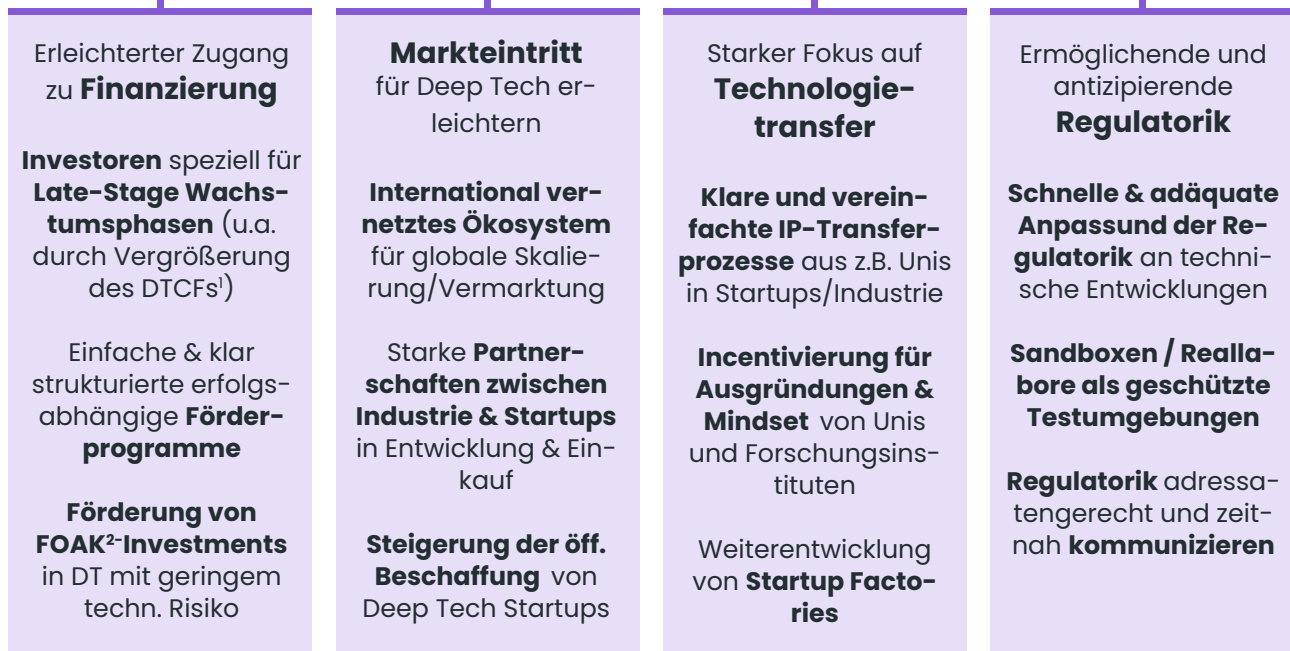 Erleichterter Zugang
zu Finanzierung
Investoren speziell für
Late-Stage Wachs-
tumsphasen (u.a.
durch Vergrößerung
des DTCFs¹)
Einfache & klar
strukturierte erfolgs-
abhängige Förder-
programme
Förderung von
FOAK²-Investments
in DT mit geringem
techn. Risiko
Markteintritt
für Deep Tech er-
leichtern
International ver-
netztes Ökosystem
für globale Skalie-
rung/Vermarktung
Starke Partner-
schaften zwischen
Industrie & Startups
in Entwicklung & Ein-
kauf
Steigerung der öff.
Beschaffung von
Deep Tech Startups
Starker Fokus auf
Technologie-
transfer
Klare und verein-
fachte IP-Transfer-
prozesse aus z.B. Unis
in Startups/Industrie
Incentivierung für
Ausgründungen &
Mindset von Unis
und Forschungsins-
tituten
Weiterentwicklung
von Startup Facto-
ries
Ermöglichende und
antizipierende
Regulatorik
Schnelle & adäquate
Anpassund der Re-
gulatorik an techni-
sche Entwicklungen
Sandboxen / Realla-
bore als geschützte
Testumgebungen
Regulatorik adressa-
tengerecht und zeit-
nah kommunizieren